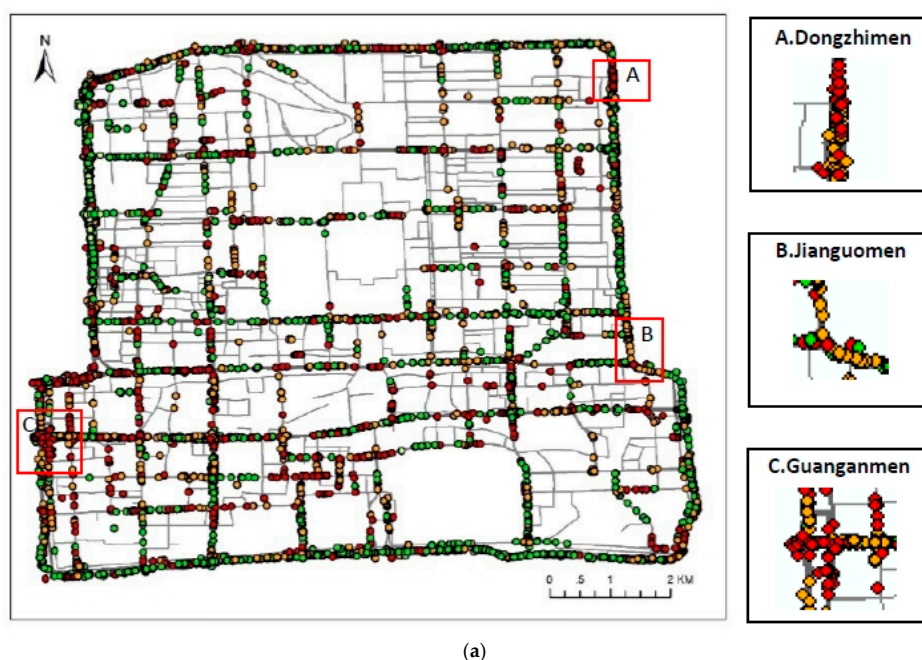 N
A
B
C
0 .5 1 2 KM
A.Dongzhimen
B.Jianguomen
C.Guanganmen
(a)